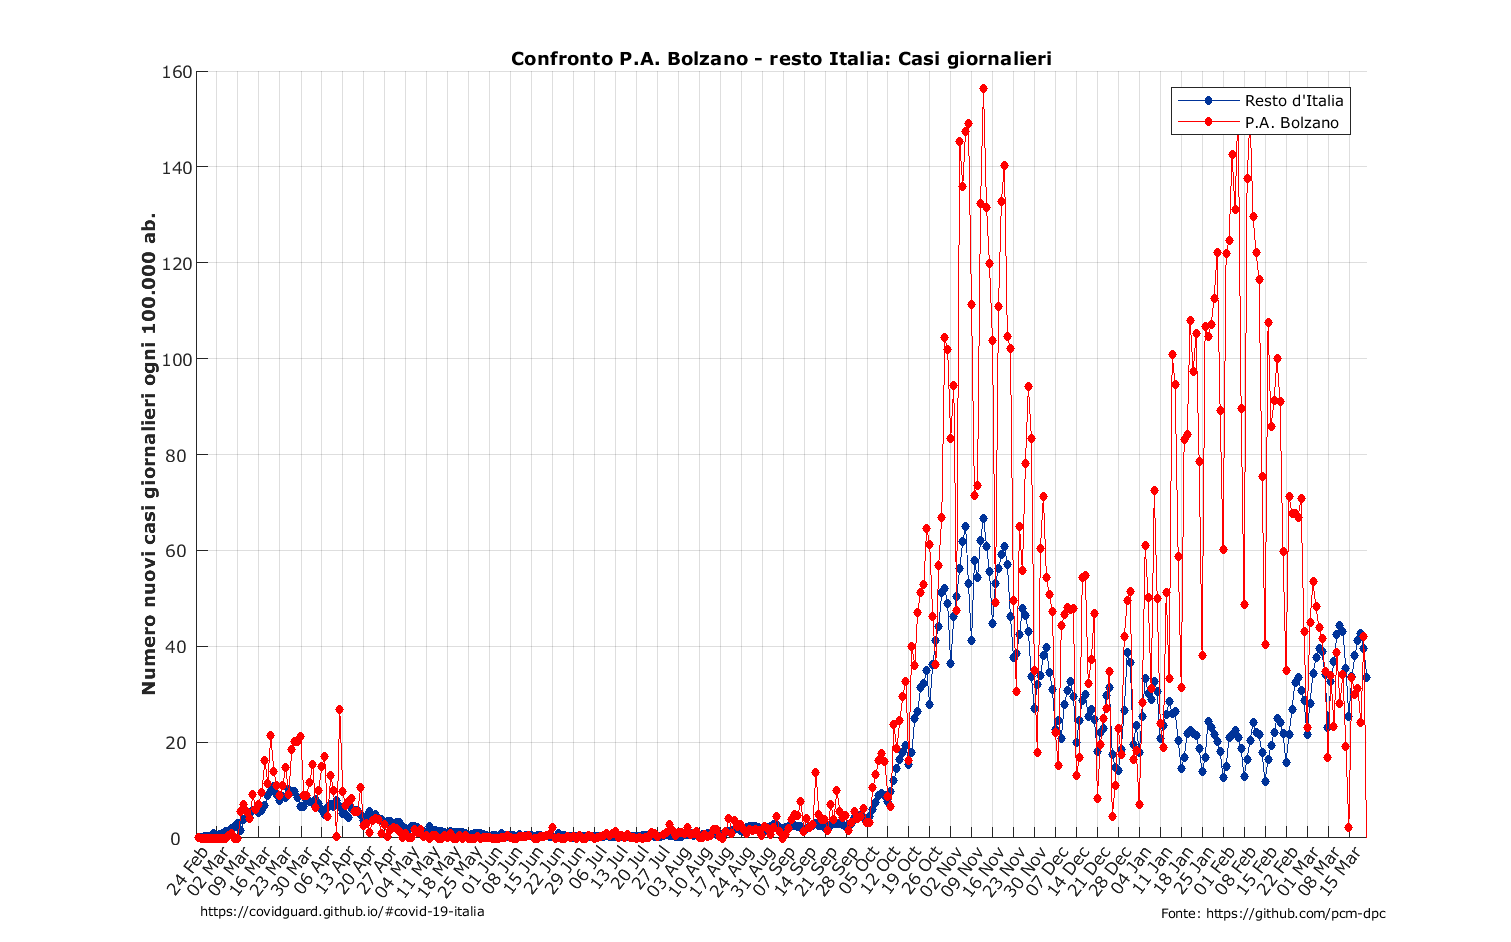 Confronto P.A. Bolzano - resto Italia: Casi giornalieri
Resto d'Italia
P.A. Bolzano
Numero nuovi casi giornalieri ogni 100.000 ab.
160
140
120
100
80
60
40
20
0
24 Feb
02 Mar
09 Mar
16 Mar
23 Mar
30 Mar
06 Apr
13 Apr
20 Apr
27 Apr
04 May
11 May
18 May
25 May
01 Jun
08 Jun
15 Jun
22 Jun
29 Jun
06 Jul
13 Jul
20 Jul
27 Jul
03 Aug
10 Aug
17 Aug
24 Aug
31 Aug
07 Sep
14 Sep
21 Sep
28 Sep
05 Oct
12 Oct
19 Oct
26 Oct
02 Nov
09 Nov
16 Nov
23 Nov
30 Nov
07 Dec
14 Dec
21 Dec
28 Dec
04 Jan
11 Jan
18 Jan
25 Jan
01 Feb
08 Feb
15 Feb
22 Feb
01 Mar
08 Mar
15 Mar
https://covidguard.github.io/#covid-19-italia
Fonte: https://github.com/pcm-dpc